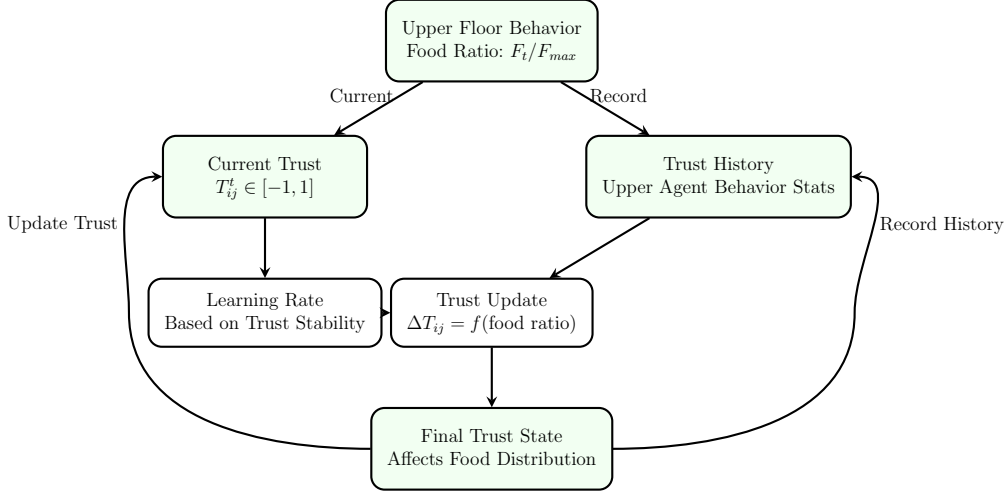 Upper Floor Behavior
Food Ratio: $F_t/F_{max}$
Current
Record
Current Trust
$T_{ij}^t \in [-1, 1]$
Trust History
Upper Agent Behavior Stats
Update Trust
Record History
Learning Rate
Based on Trust Stability
Trust Update
$\Delta T_{ij} = f(\text{food ratio})$
Final Trust State
Affects Food Distribution